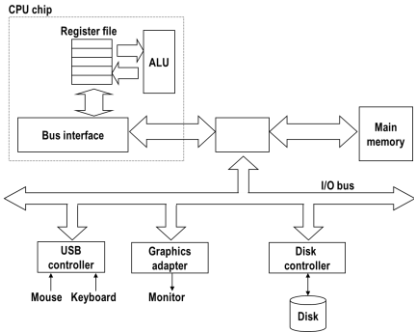 CPU chip
Register file
ALU
Bus interface
Main
memory
I/O bus
USB
controller
Graphics
adapter
Disk
controller
Mouse
Keyboard
Monitor
Disk